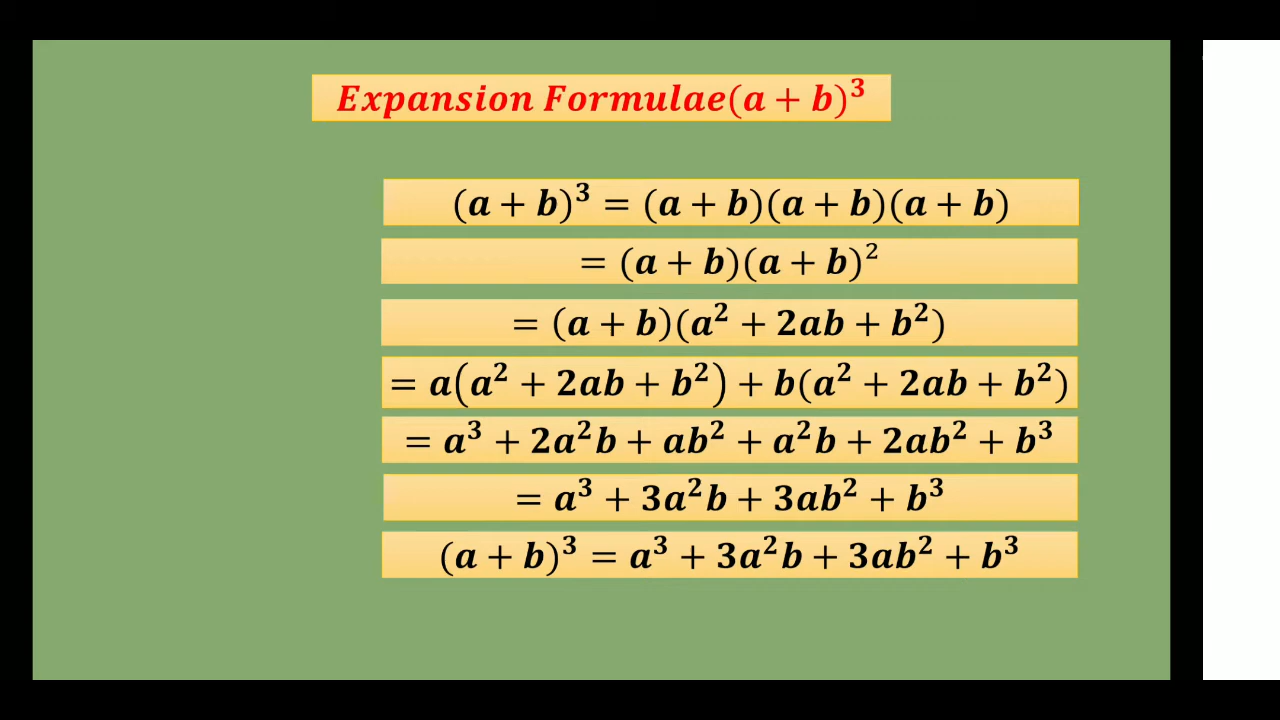 Expansion Formulae(a + b)³
(a + b)³ = (a + b)(a + b)(a + b)
= (a + b)(a + b)²
= (a + b)(a² + 2ab + b²)
= a(a² + 2ab + b²) + b(a² + 2ab + b²)
= a³ + 2a²b + ab² + a²b + 2ab² + b³
= a³ + 3a²b + 3ab² + b³
(a + b)³ = a³ + 3a²b + 3ab² + b³